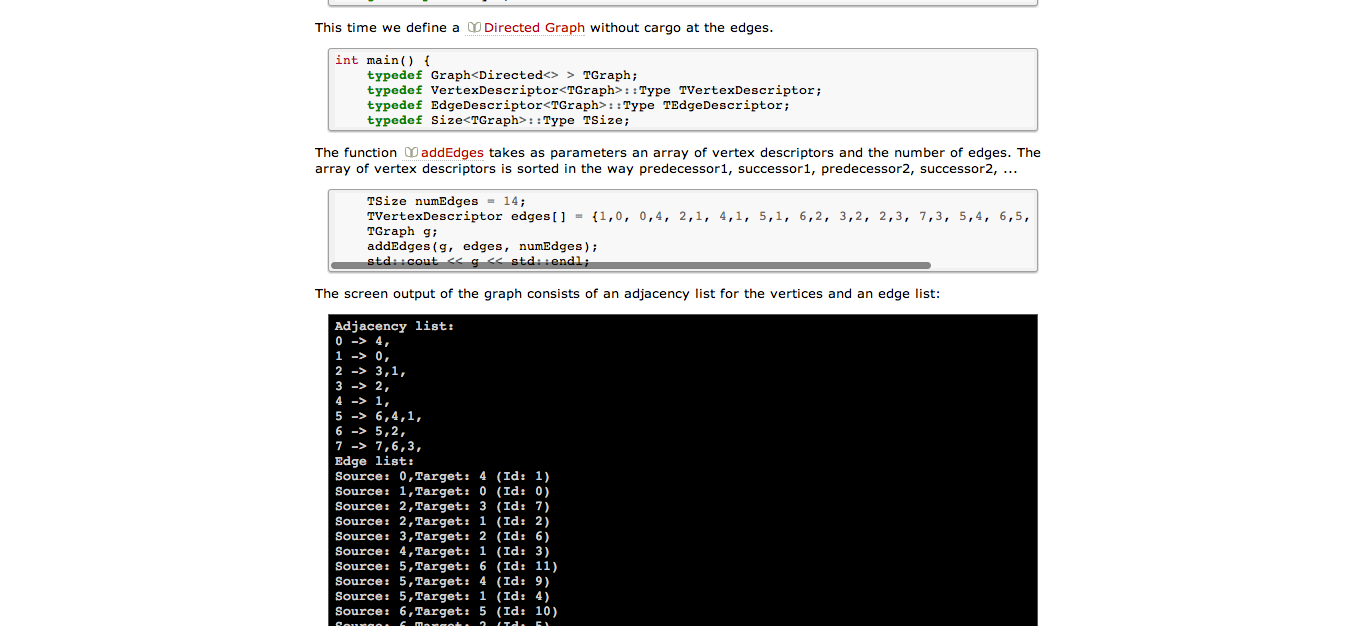 This time we define a Directed Graph without cargo at the edges.
int main() {
typedef Graph<Directed<> > TGraph;
typedef VertexDescriptor<TGraph>::Type TVertexDescriptor;
typedef EdgeDescriptor<TGraph>::Type TEdgeDescriptor;
typedef Size<TGraph>::Type TSize;
The function addEdges takes as parameters an array of vertex descriptors and the number of edges. The
array of vertex descriptors is sorted in the way predecessor1, successor1, predecessor2, successor2, ...
TSize numEdges = 14;
TVertexDescriptor edges[] = {1,0, 0,4, 2,1, 4,1, 5,1, 6,2, 3,2, 2,3, 7,3, 5,4, 6,5,
TGraph g;
addEdges(g, edges, numEdges);
std::cout << g << std::endl;
The screen output of the graph consists of an adjacency list for the vertices and an edge list:
Adjacency list:
0 -> 4,
1 -> 0,
2 -> 3,1,
3 -> 2,
4 -> 1,
5 -> 6,4,1,
6 -> 5,2,
7 -> 7,6,3,
Edge list:
Source: 0,Target: 4 (Id: 1)
Source: 1,Target: 0 (Id: 0)
Source: 2,Target: 3 (Id: 7)
Source: 2,Target: 1 (Id: 2)
Source: 3,Target: 2 (Id: 6)
Source: 4,Target: 1 (Id: 3)
Source: 5,Target: 6 (Id: 11)
Source: 5,Target: 4 (Id: 9)
Source: 5,Target: 1 (Id: 4)
Source: 6,Target: 5 (Id: 10)
Source: 6,Target: 2 (Id: 5)